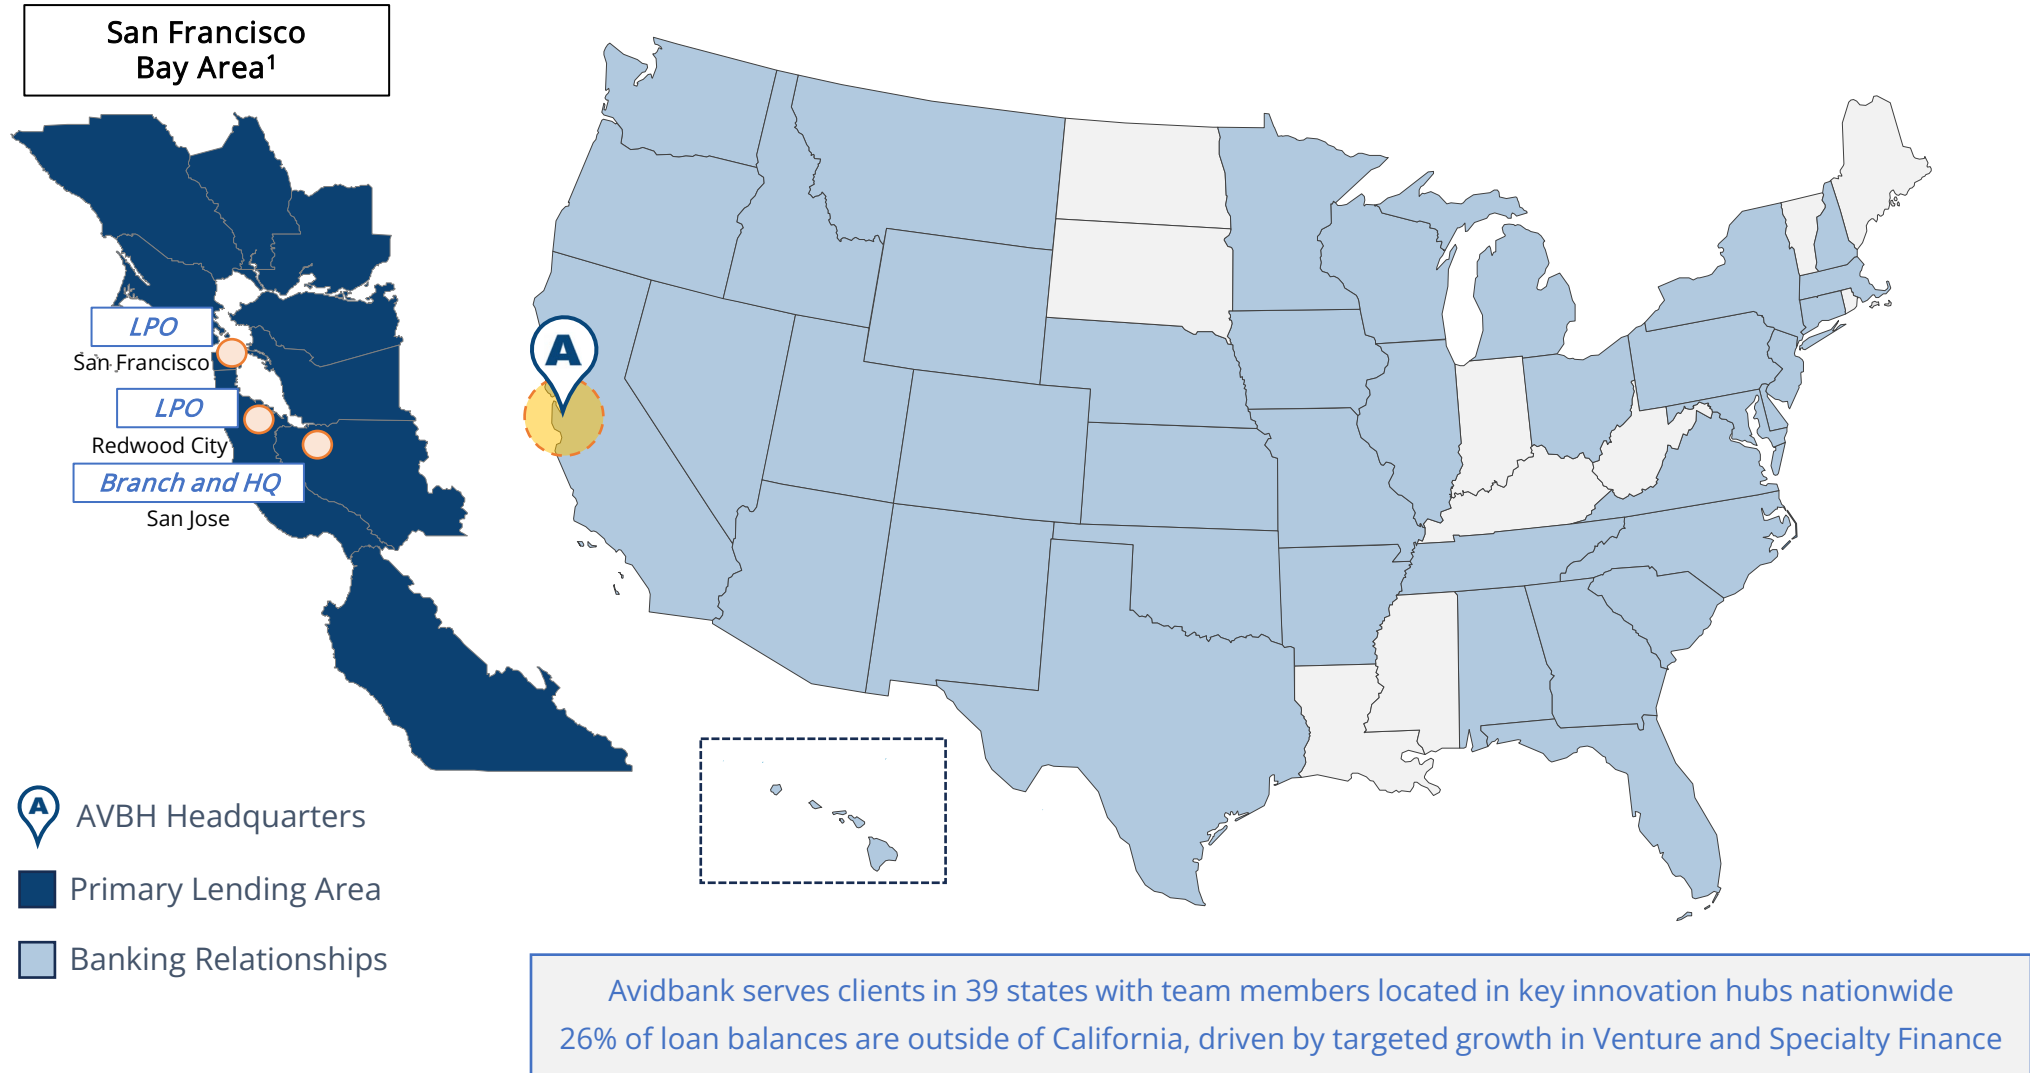 San Francisco
Bay Area¹
LPO
San Francisco
LPO
Redwood City
Branch and HQ
San Jose
A
A
AVBH Headquarters
Primary Lending Area
Banking Relationships
Avidbank serves clients in 39 states with team members located in key innovation hubs nationwide
26% of loan balances are outside of California, driven by targeted growth in Venture and Specialty Finance